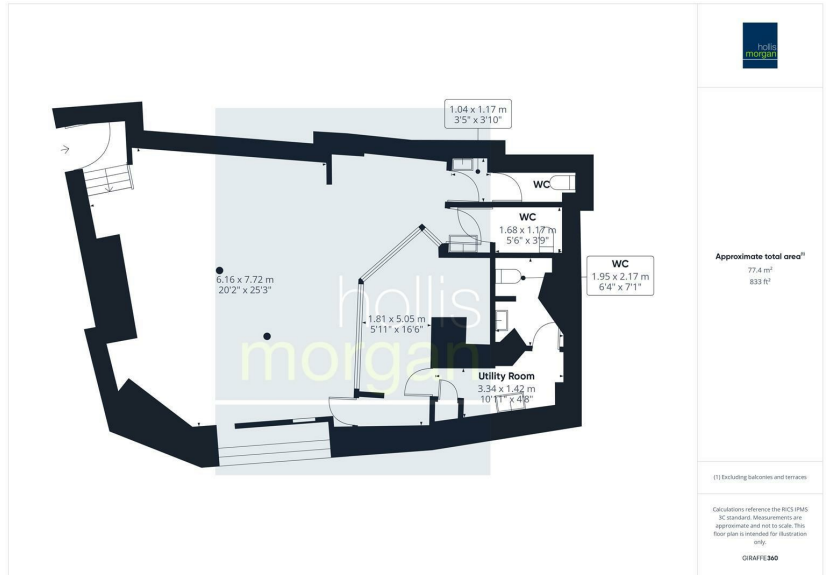 hollis
morgan
1.04 x 1.17 m
3'5" x 3'10"
WC
WC
1.68 x 1.17 m
5'6" x 3'9"
WC
1.95 x 2.17 m
6'4" x 7'1"
6.16 x 7.72 m
20'2" x 25'3"
1.81 x 5.05 m
5'11" x 16'6"
hollis
morgan
Utility Room
3.34 x 1.42 m
10'11" x 4'8"
Approximate total area⁽¹⁾
77.4 m²
833 ft²
(1) Excluding balconies and terraces
Calculations reference the RICS IPMS
3C standard. Measurements are
approximate and not to scale. This
floor plan is intended for illustration
only.
GIRAFFE360